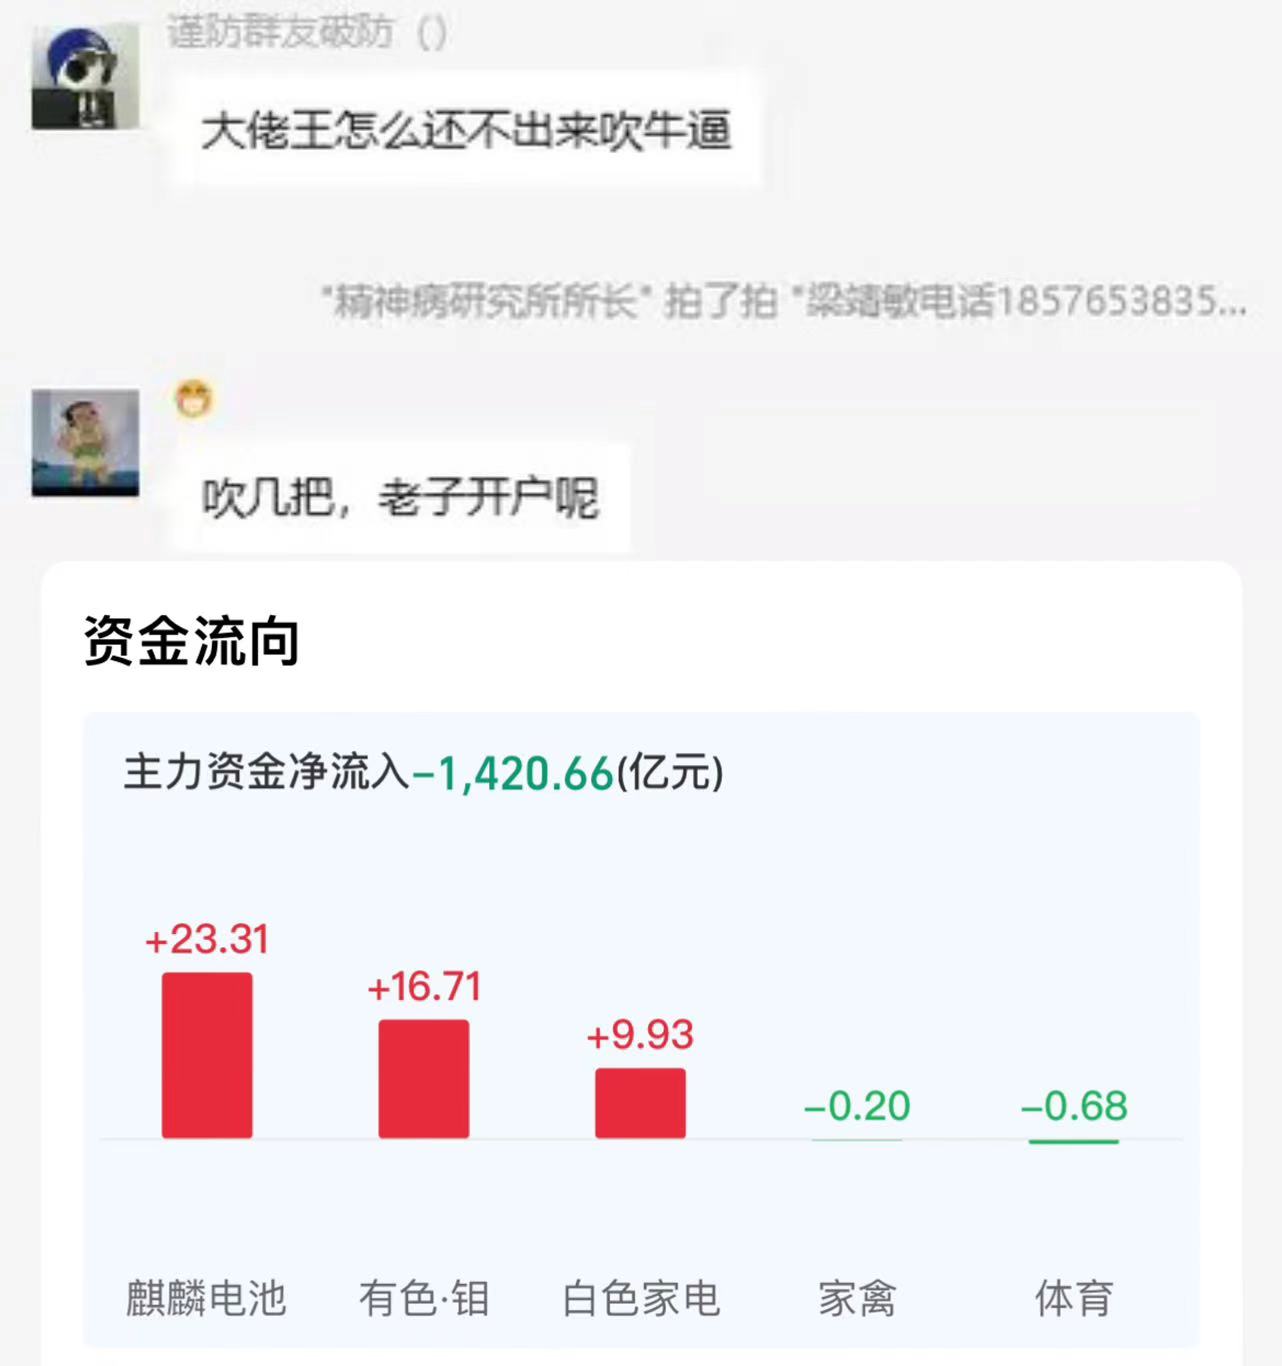 谨防群友破防（）
大佬王怎么还不出来吹牛逼
"精神病研究所所长" 拍了拍 "梁靖敏电话1857653835...
吹几把，老子开户呢
资金流向
主力资金净流入-1,420.66(亿元)
+23.31
+16.71
+9.93
-0.20
-0.68
麒麟电池
有色·钼
白色家电
家禽
体育